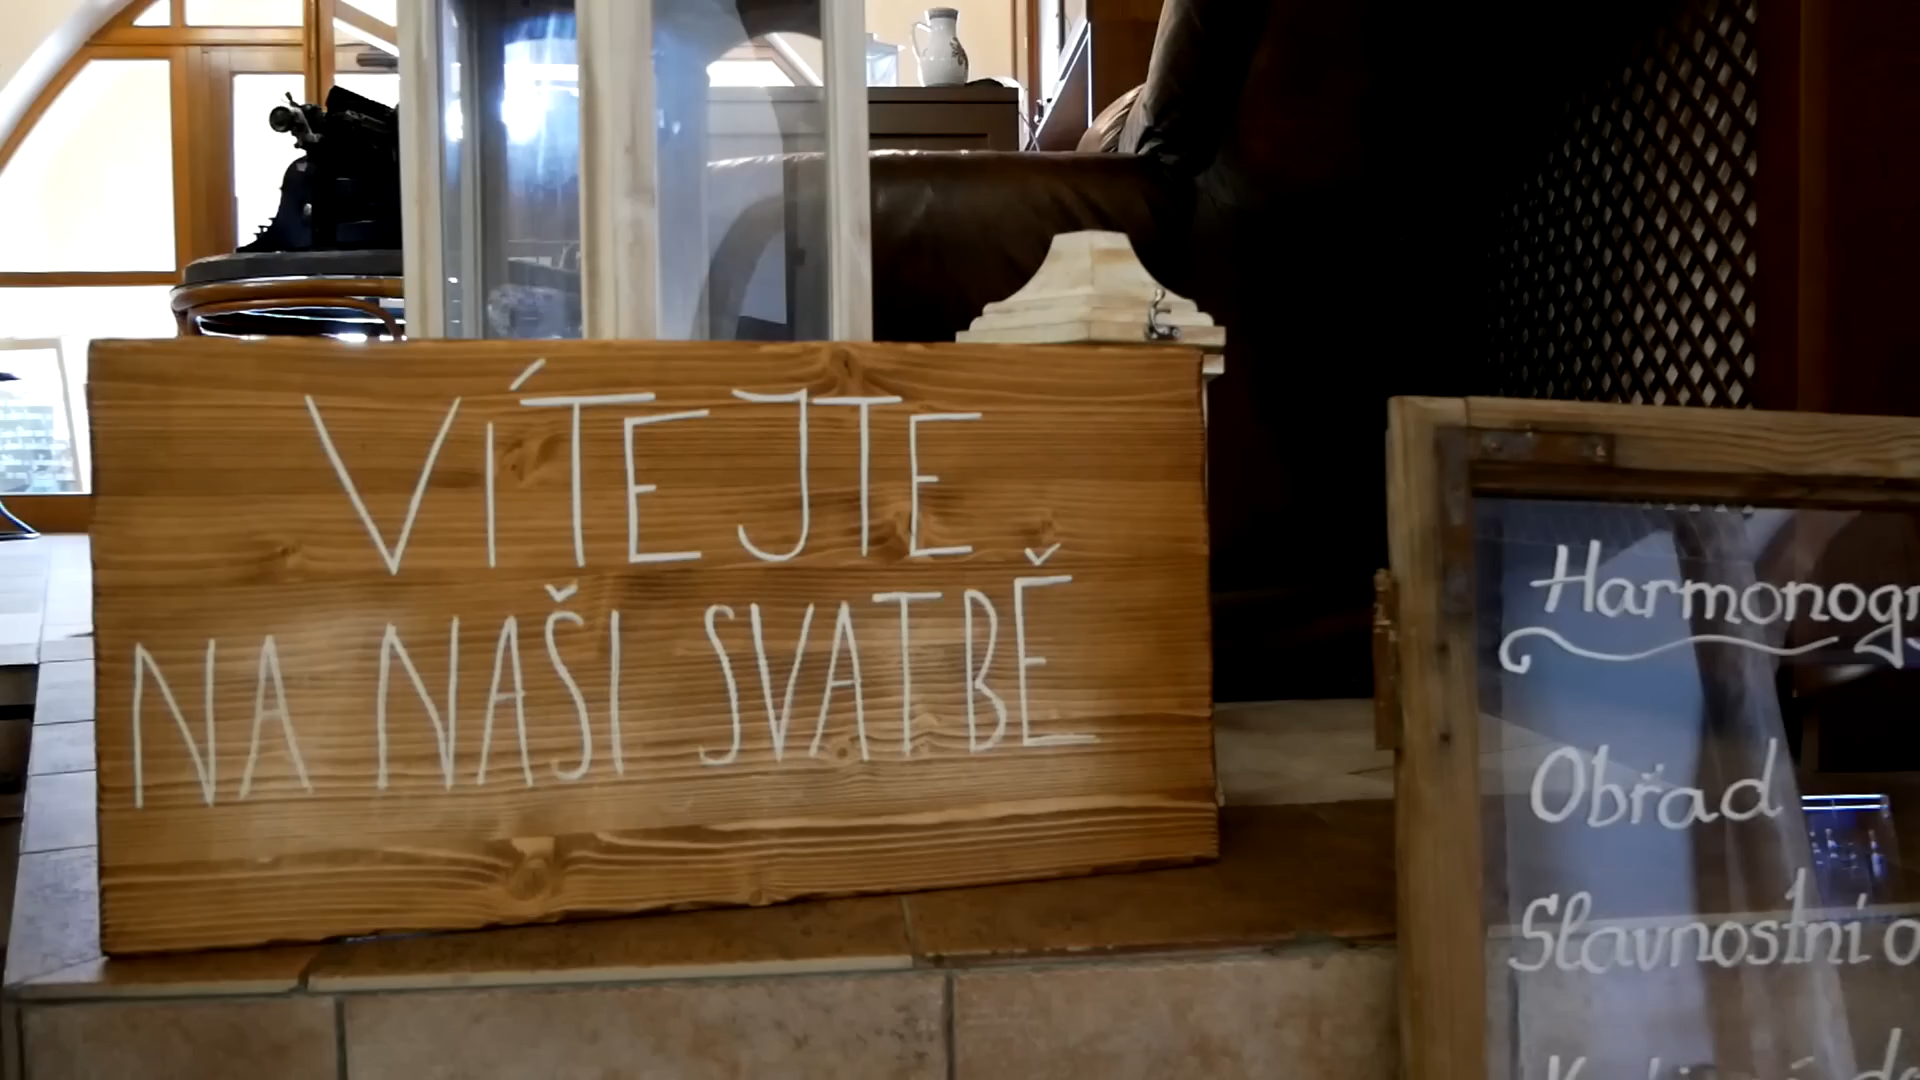 VÍTEJTE
NA NAŠI SVATBĚ
Harmonogr
Obřad
Slavnostní o